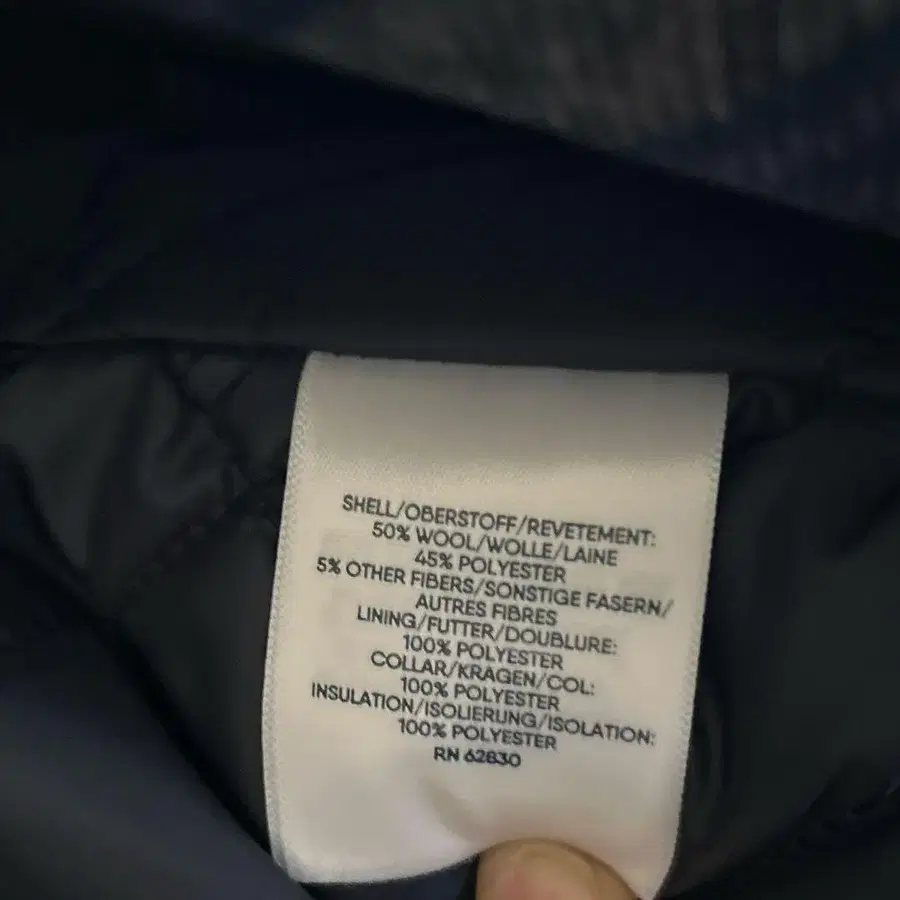 SHELL/OBERSTOFF/REVETEMENT:
50% WOOL/WOLLE/LAINE
45% POLYESTER
5% OTHER FIBERS/SONSTIGE FASERN/
AUTRES FIBRES
LINING/FUTTER/DOUBLURE:
100% POLYESTER
COLLAR/KRAGEN/COL:
100% POLYESTER
INSULATION/ISOLIERUNG/ISOLATION:
100% POLYESTER
RN 62830